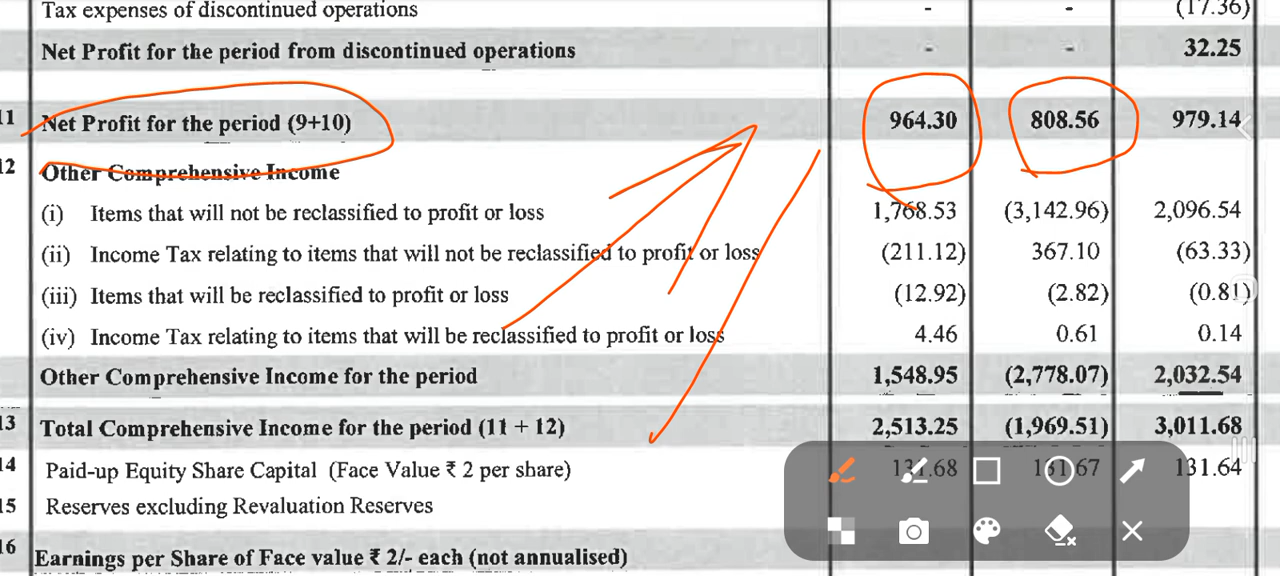 Tax expenses of discontinued operations - - (17.36)
Net Profit for the period from discontinued operations - - 32.25
11 Net Profit for the period (9+10) 964.30 808.56 979.14
12 Other Comprehensive Income
(i) Items that will not be reclassified to profit or loss 1,768.53 (3,142.96) 2,096.54
(ii) Income Tax relating to items that will not be reclassified to profit or loss (211.12) 367.10 (63.33)
(iii) Items that will be reclassified to profit or loss (12.92) (2.82) (0.81)
(iv) Income Tax relating to items that will be reclassified to profit or loss 4.46 0.61 0.14
Other Comprehensive Income for the period 1,548.95 (2,778.07) 2,032.54
13 Total Comprehensive Income for the period (11 + 12) 2,513.25 (1,969.51) 3,011.68
14 Paid-up Equity Share Capital (Face Value ₹ 2 per share) 131.68 131.67 131.64
15 Reserves excluding Revaluation Reserves
16 Earnings per Share of Face value ₹ 2/- each (not annualised)